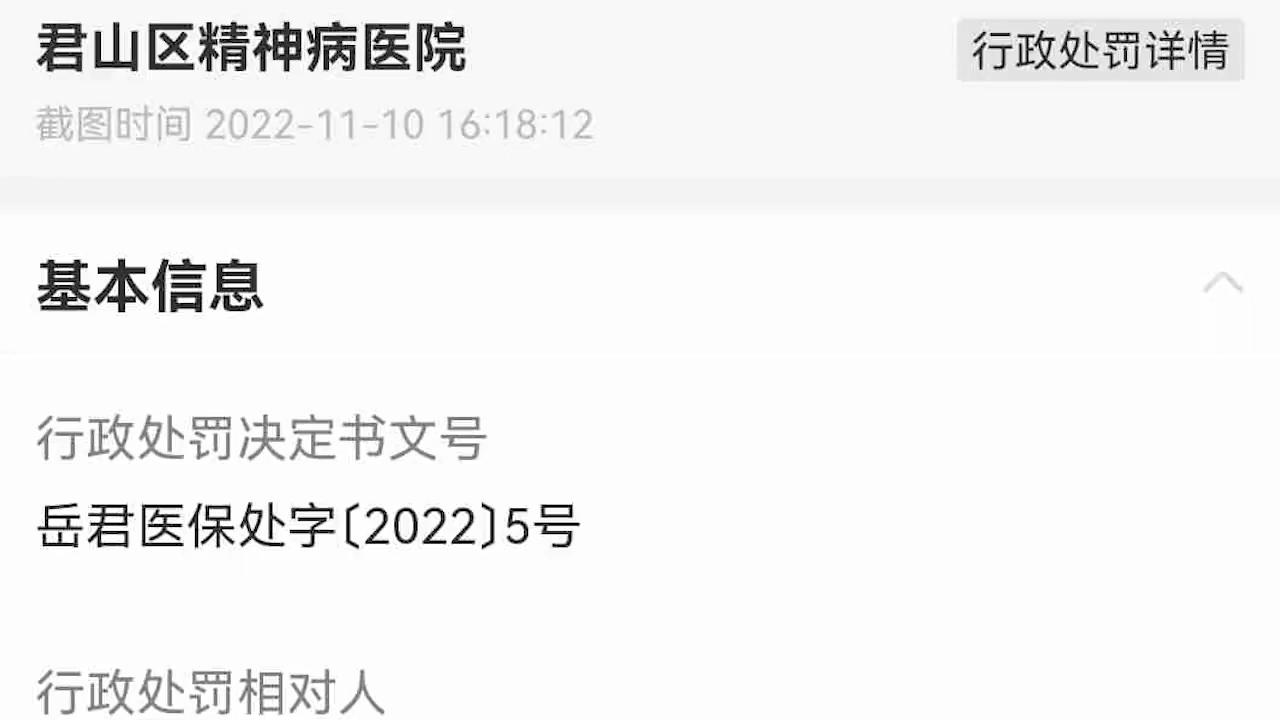 君山区精神病医院
行政处罚详情
截图时间 2022-11-10 16:18:12
基本信息
行政处罚决定书文号
岳君医保处字〔2022〕5号
行政处罚相对人